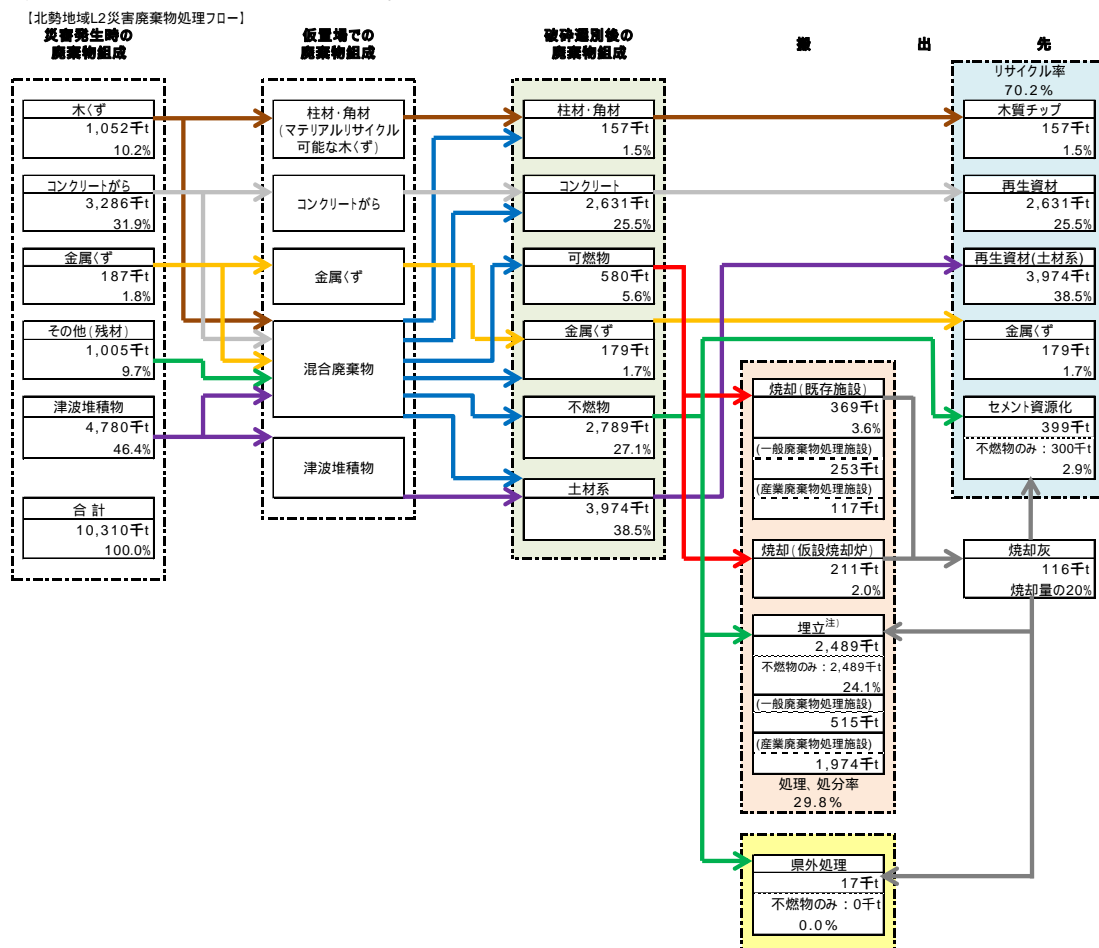 【北勢地域L2災害廃棄物処理フロー】
災害発生時の
廃棄物組成
仮置場での
廃棄物組成
破砕選別後の
廃棄物組成
搬 出 先
木くず
1,052千t
10.2%
コンクリートがら
3,286千t
31.9%
金属くず
187千t
1.8%
その他(残材)
1,005千t
9.7%
津波堆積物
4,780千t
46.4%
合計
10,310千t
100.0%
柱材・角材
(マテリアルリサイクル
可能な木くず)
コンクリートがら
金属くず
混合廃棄物
津波堆積物
柱材・角材
157千t
1.5%
コンクリート
2,631千t
25.5%
可燃物
580千t
5.6%
金属くず
179千t
1.7%
不燃物
2,789千t
27.1%
土材系
3,974千t
38.5%
焼却(既存施設)
369千t
3.6%
(一般廃棄物処理施設)
253千t
(産業廃棄物処理施設)
117千t
焼却(仮設焼却炉)
211千t
2.0%
埋立注)
2,489千t
不燃物のみ：2,489千t
24.1%
(一般廃棄物処理施設)
515千t
(産業廃棄物処理施設)
1,974千t
処理、処分率
29.8%
県外処理
17千t
不燃物のみ：0千t
0.0%
リサイクル率
70.2%
木質チップ
157千t
1.5%
再生資材
2,631千t
25.5%
再生資材(土材系)
3,974千t
38.5%
金属くず
179千t
1.7%
セメント資源化
399千t
不燃物のみ：300千t
2.9%
焼却灰
116千t
焼却量の20%